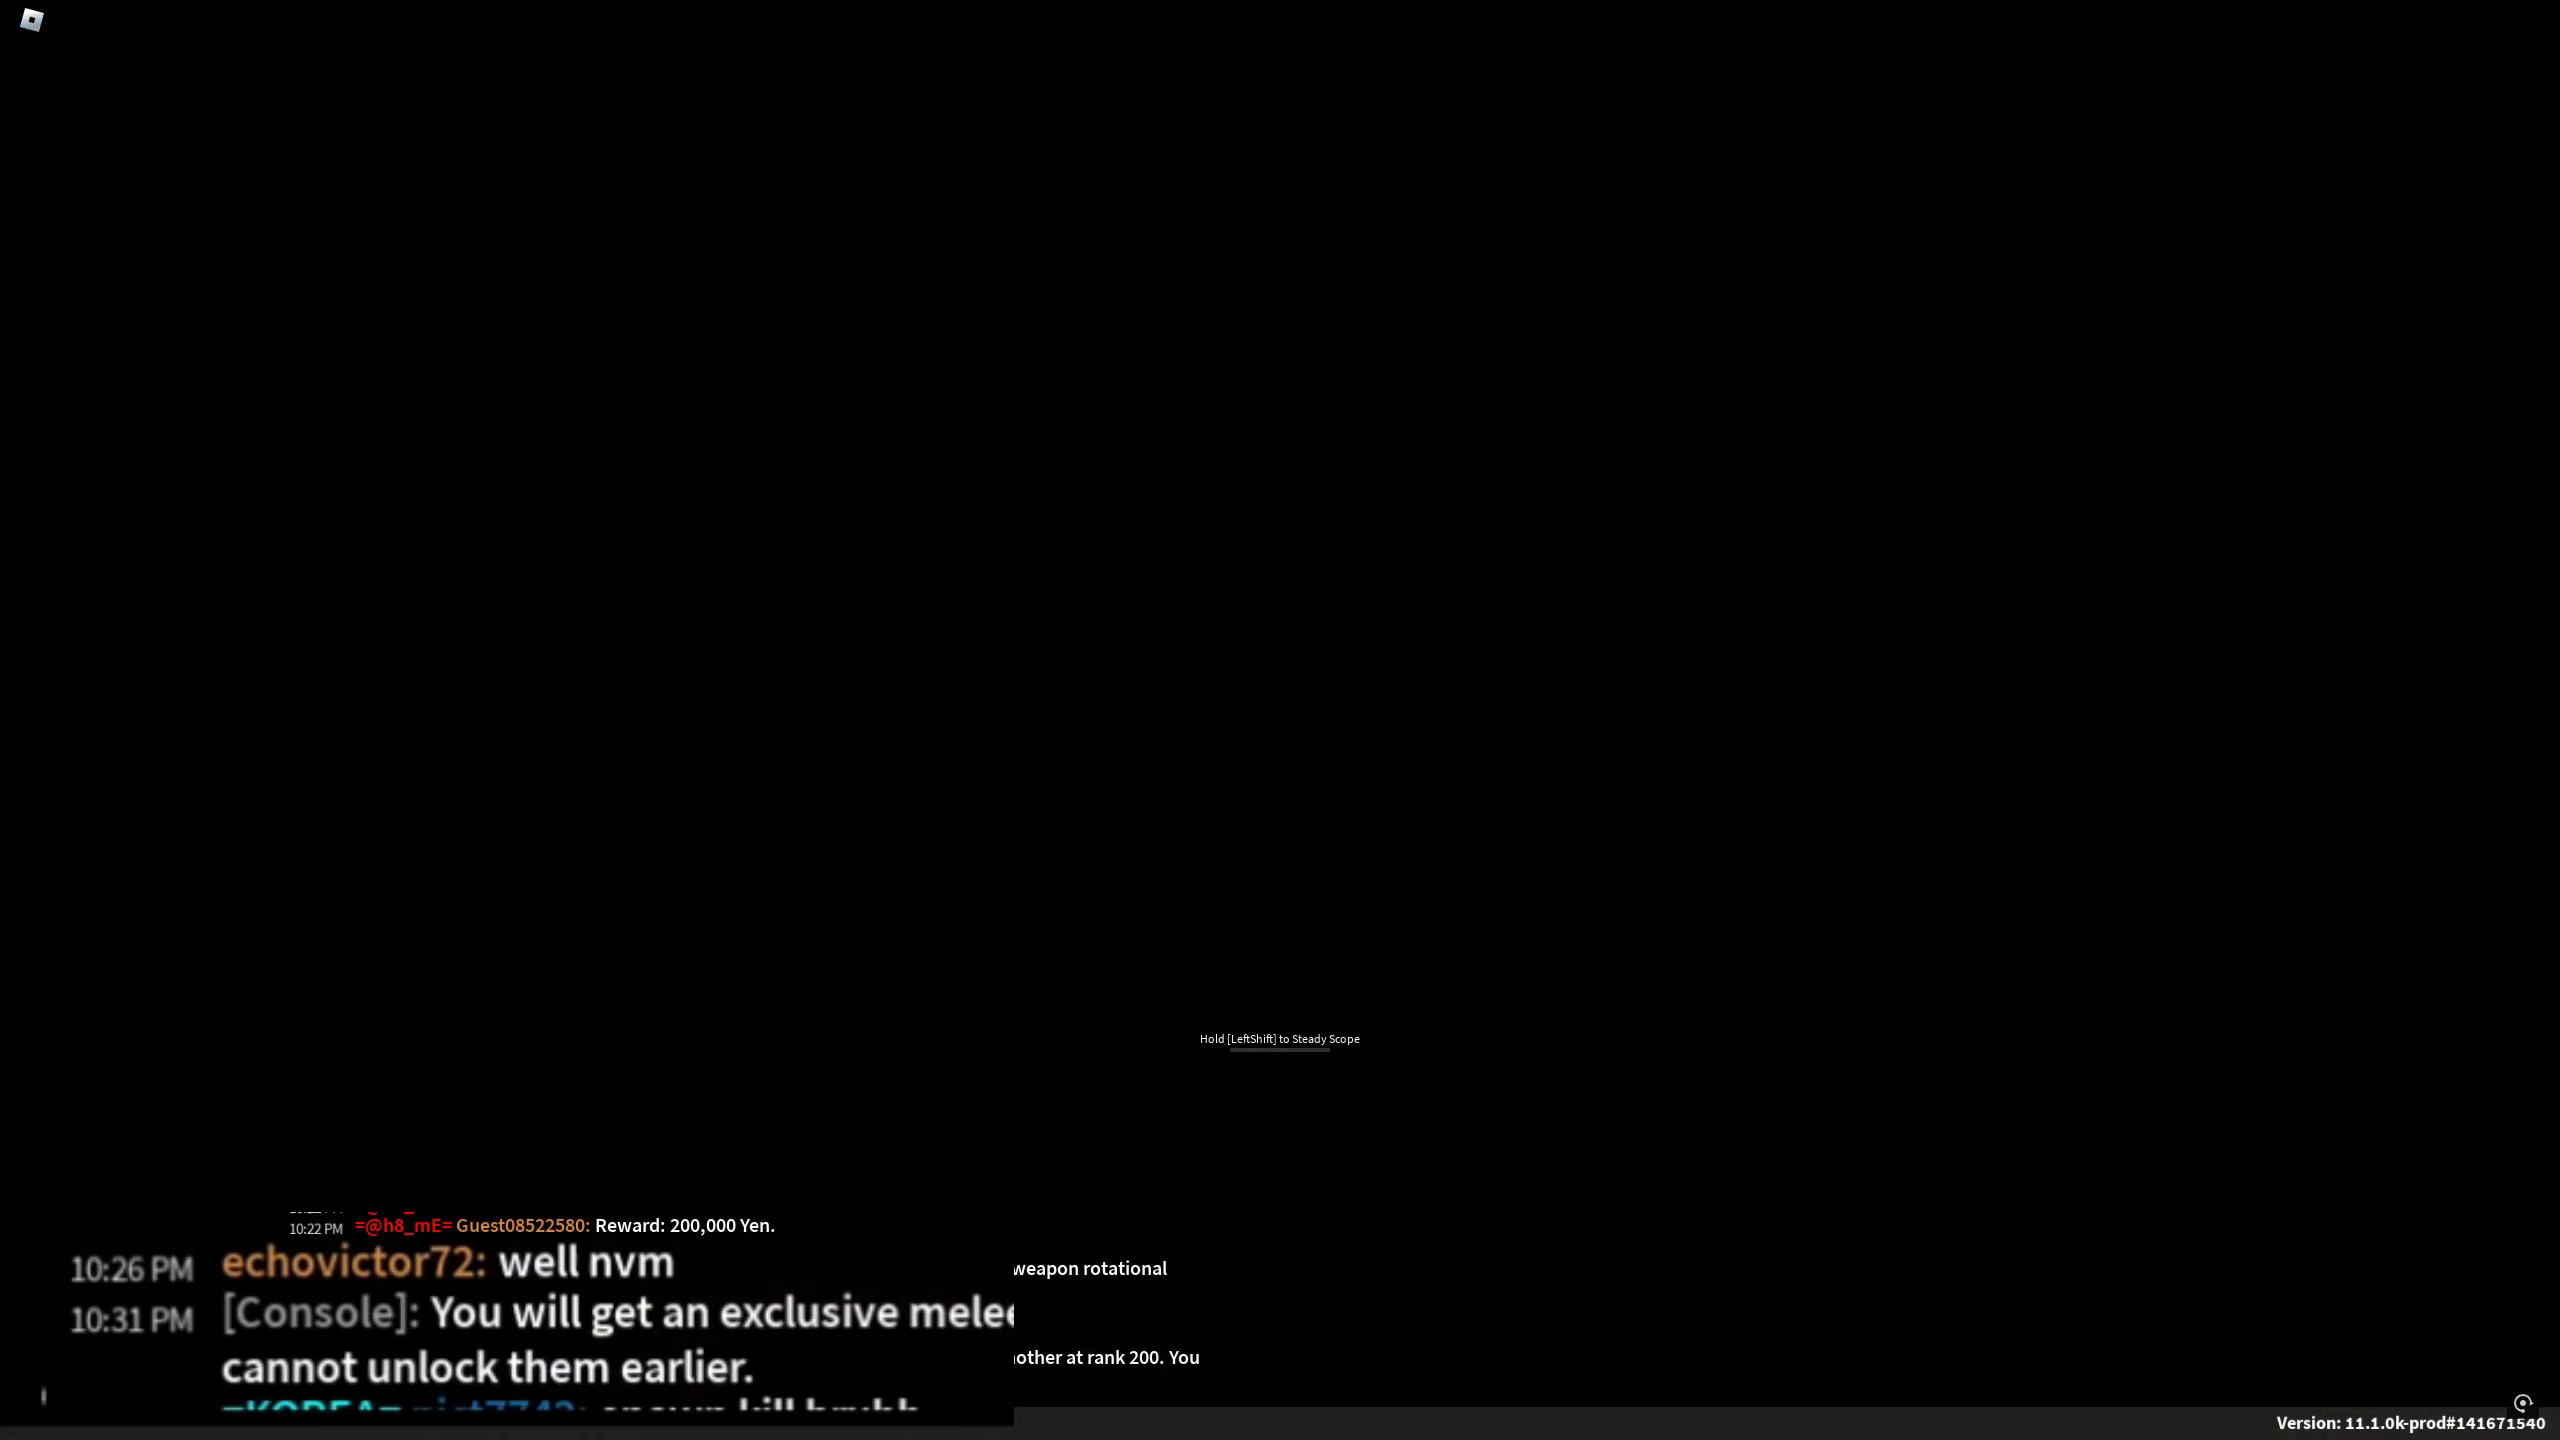 Hold [LeftShift] to Steady Scope
10:22 PM =@h8_mE= Guest08522580: Reward: 200,000 Yen.
10:26 PM echovictor72: well nvm
weapon rotational
10:31 PM [Console]: You will get an exclusive melee
other at rank 200. You
cannot unlock them earlier.
Version: 11.1.0k-prod#141671540